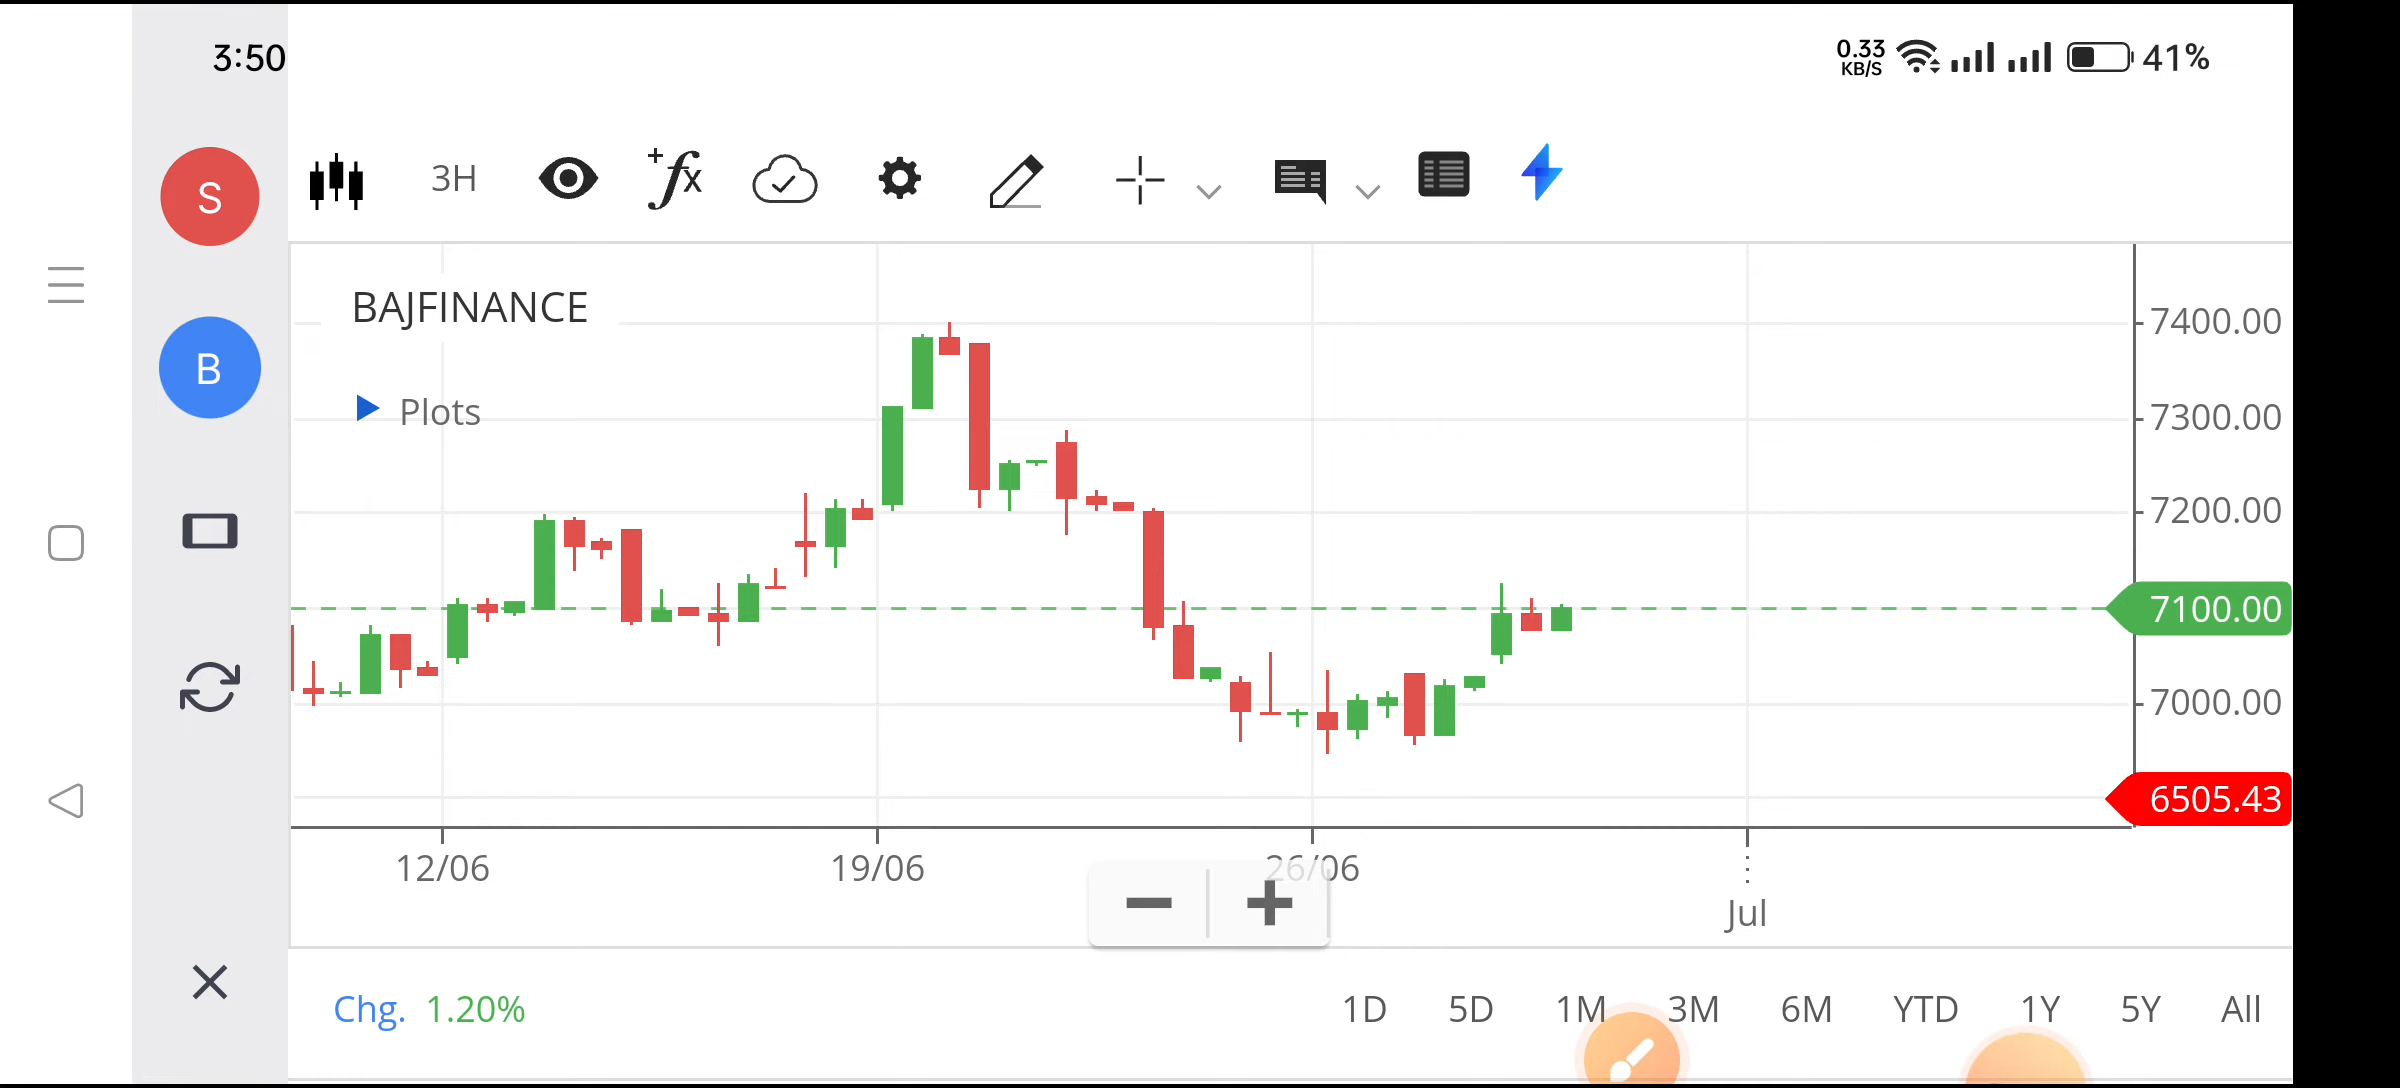 3:50
0.33
KB/S
41%
S
B
3H
+fx
BAJFINANCE
Plots
7400.00
7300.00
7200.00
7100.00
7000.00
6505.43
12/06
19/06
26/06
Jul
Chg. 1.20%
1D 5D 1M 3M 6M YTD 1Y 5Y All